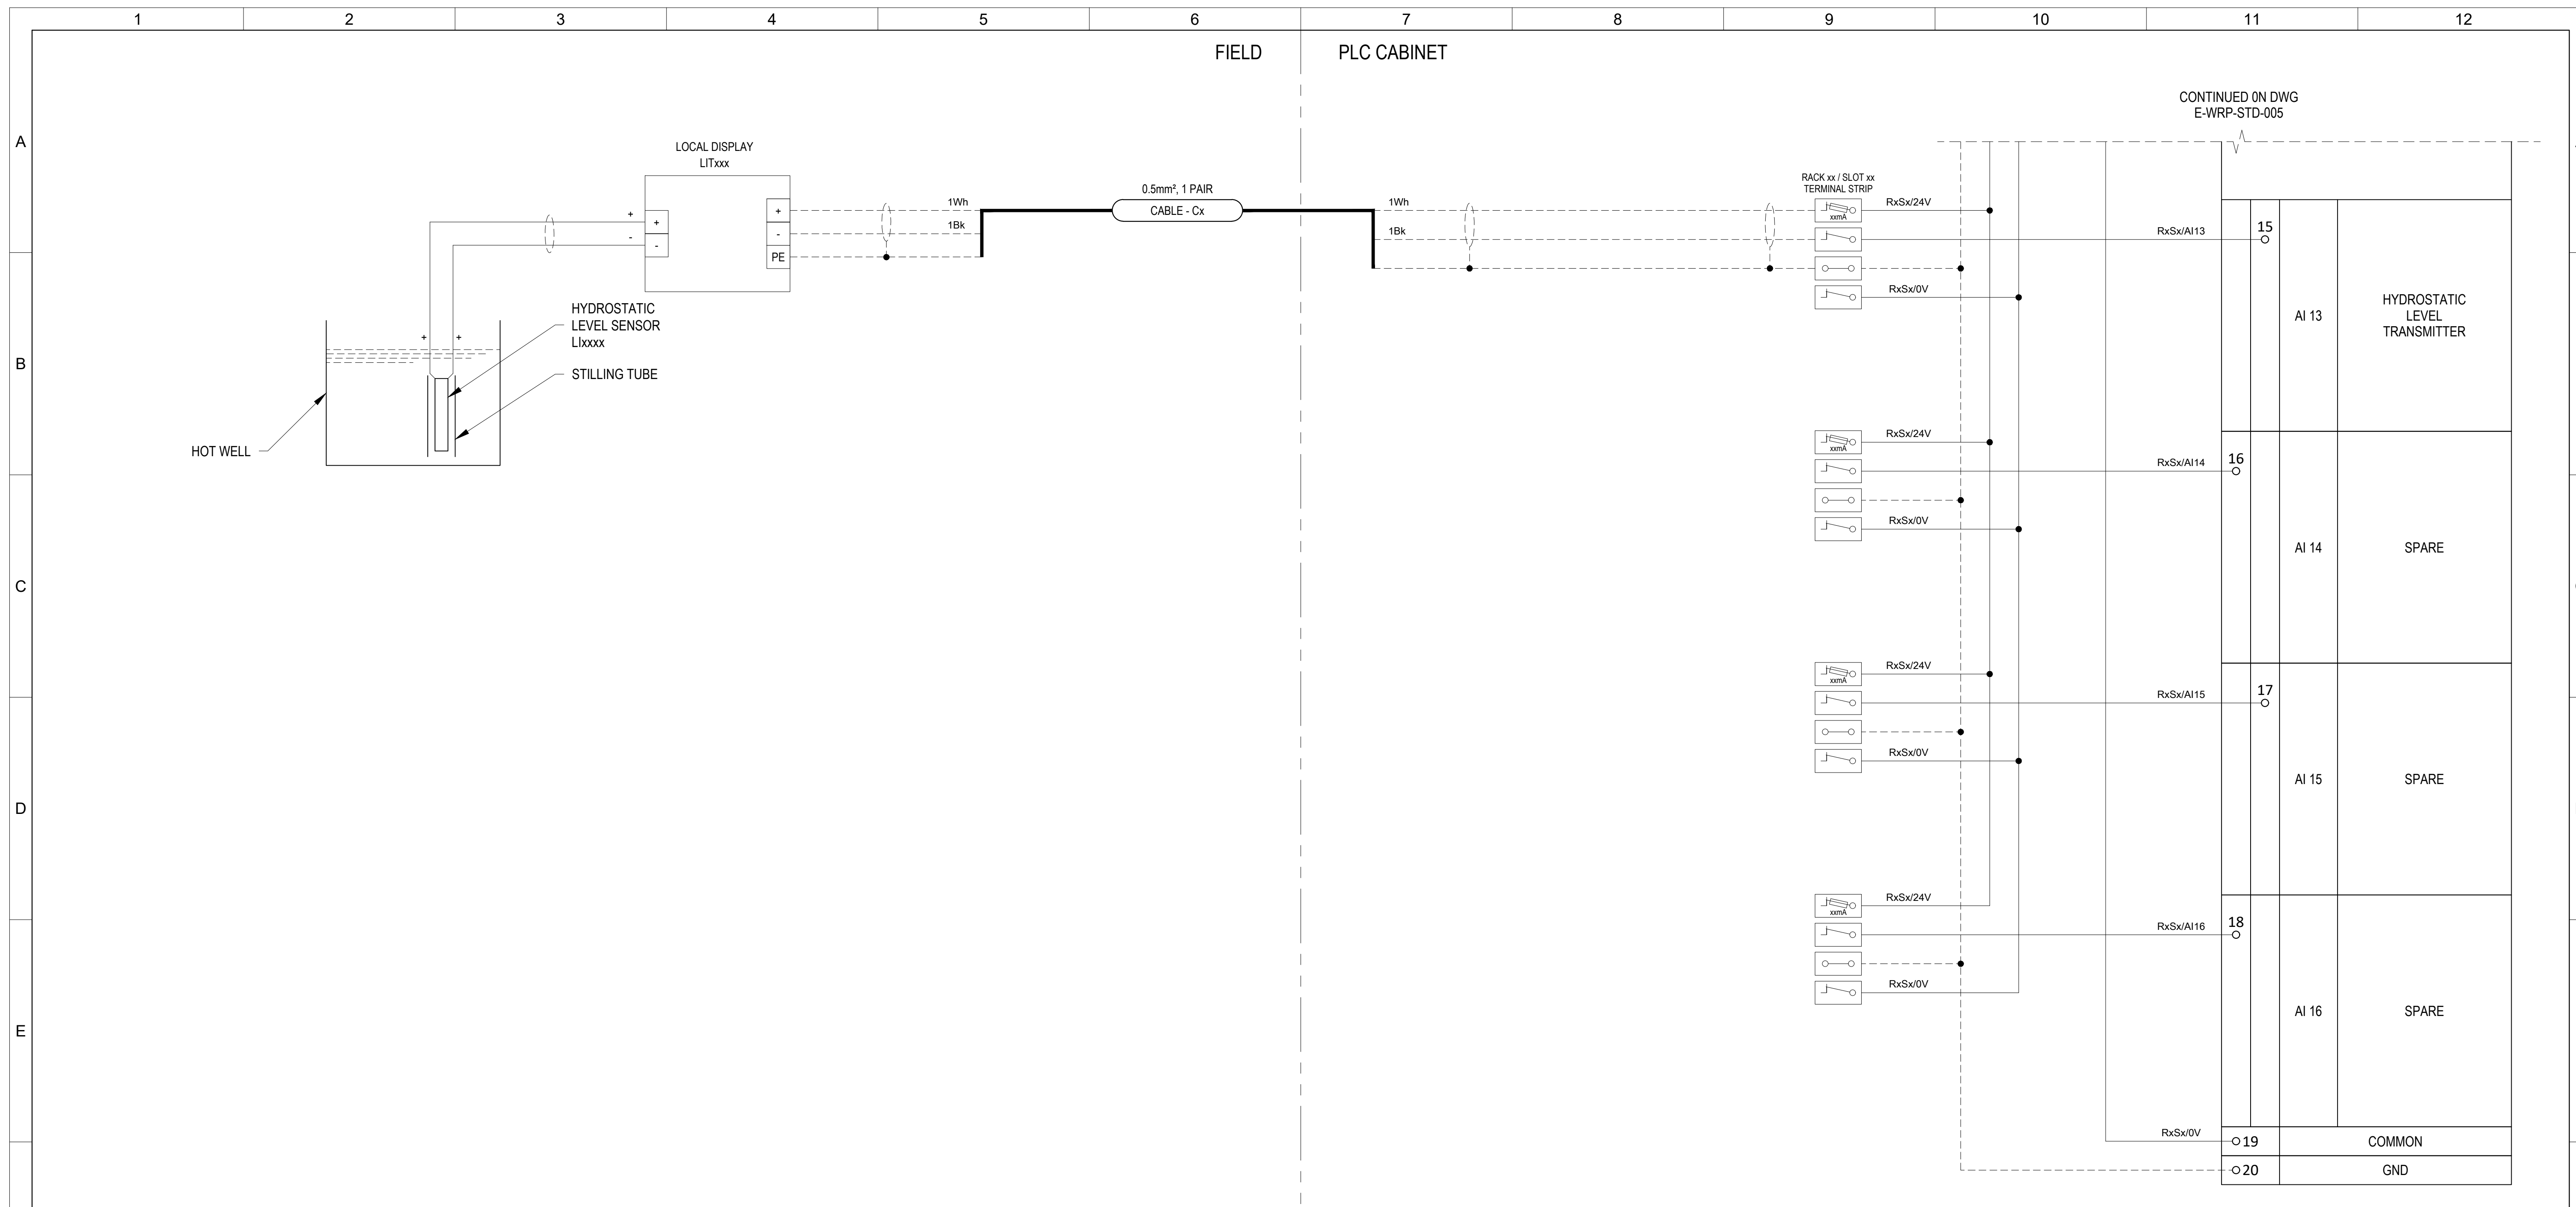 1 2 3 4 5 6 7 8 9 10 11 12
FIELD
PLC CABINET
CONTINUED 0N DWG
E-WRP-STD-005
A
LOCAL DISPLAY
LITxxx
+
-
+
-
+
-
PE
1Wh
1Bk
0.5mm², 1 PAIR
CABLE - Cx
1Wh
1Bk
RACK xx / SLOT xx
TERMINAL STRIP
xxmA
RxSx/24V
RxSx/AI13
15
RxSx/0V
AI 13
HYDROSTATIC
LEVEL
TRANSMITTER
B
HYDROSTATIC
LEVEL SENSOR
LIxxxx
+ +
STILLING TUBE
HOT WELL
xxmA
RxSx/24V
RxSx/AI14
16
RxSx/0V
AI 14
SPARE
C
xxmA
RxSx/24V
RxSx/AI15
17
RxSx/0V
AI 15
SPARE
D
xxmA
RxSx/24V
RxSx/AI16
18
RxSx/0V
AI 16
SPARE
E
RxSx/0V
19
COMMON
20
GND